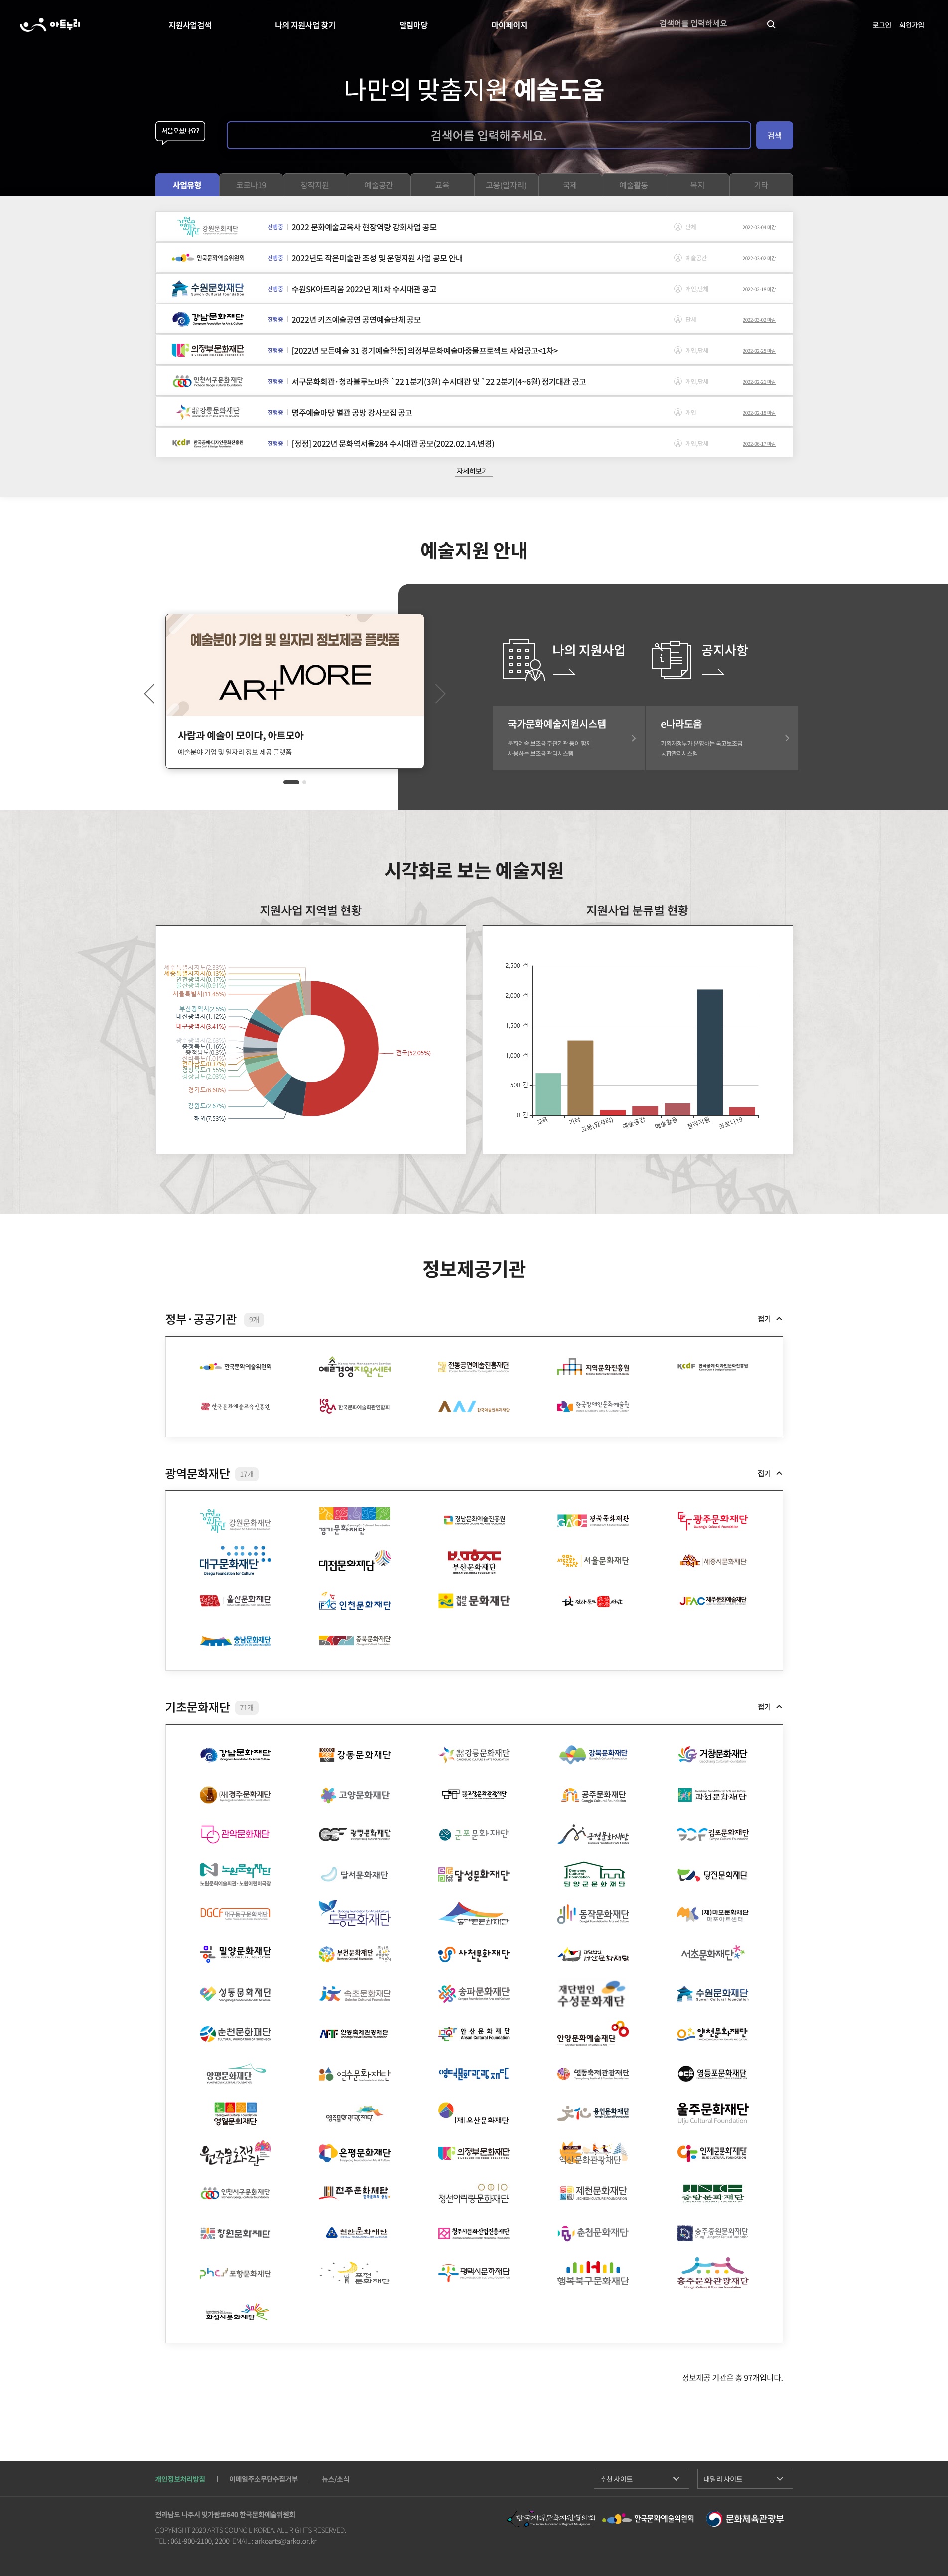 아트누리
지원사업검색
나의 지원사업 찾기
알림마당
마이페이지
검색어를 입력하세요
로그인 | 회원가입
나만의 맞춤지원 예술도움
처음오셨나요?
검색어를 입력해주세요.
검색
사업유형
코로나19
창작지원
예술공간
교육
고용(일자리)
국제
예술활동
복지
기타
강원문화재단 진행중 2022 문화예술교육사 현장역량 강화사업 공모 단체 2022-03-04 마감
한국문화예술위원회 진행중 2022년도 작은미술관 조성 및 운영지원 사업 공모 안내 예술공간 2022-03-02 마감
수원문화재단 진행중 수원SK아트리움 2022년 제1차 수시대관 공고 개인,단체 2022-02-18 마감
강남문화재단 진행중 2022년 키즈예술공연 공연예술단체 공모 단체 2022-03-02 마감
의정부문화재단 진행중 [2022년 모든예술 31 경기예술활동] 의정부문화예술마중물프로젝트 사업공고<1차> 개인,단체 2022-02-25 마감
인천서구문화재단 진행중 서구문화회관·청라블루노바홀 `22 1분기(3월) 수시대관 및 `22 2분기(4~6월) 정기대관 공고 개인,단체 2022-02-21 마감
강릉문화재단 진행중 명주예술마당 별관 공방 강사모집 공고 개인 2022-02-18 마감
KCDF 한국공예·디자인문화진흥원 진행중 [정정] 2022년 문화역서울284 수시대관 공모(2022.02.14.변경) 개인,단체 2022-06-17 마감
자세히보기
예술지원 안내
예술분야 기업 및 일자리 정보제공 플랫폼
ART MORE
사람과 예술이 모이다, 아트모아
예술분야 기업 및 일자리 정보 제공 플랫폼
나의 지원사업
공지사항
국가문화예술지원시스템
문화예술 보조금 주관기관 등이 함께
사용하는 보조금 관리시스템
e나라도움
기획재정부가 운영하는 국고보조금
통합관리시스템
시각화로 보는 예술지원
지원사업 지역별 현황
제주특별자치도(2.33%)
세종특별자치시(0.13%)
인천광역시(0.17%)
울산광역시(0.91%)
서울특별시(11.45%)
부산광역시(2.5%)
대전광역시(1.12%)
대구광역시(3.41%)
충청북도(1.16%)
충청남도(0.3%)
전라남도(0.37%)
경상북도(1.55%)
경상남도(2.03%)
경기도(6.68%)
강원도(2.67%)
해외(7.53%)
전국(52.05%)
지원사업 분류별 현황
2,500 건
2,000 건
1,500 건
1,000 건
500 건
0 건
교육
기타
고용(일자리)
예술공간
예술활동
창작지원
코로나19
정보제공기관
정부·공공기관 9개
접기
한국문화예술위원회 예술경영지원센터 전통공연예술진흥재단 지역문화진흥원 KCDF 한국공예·디자인문화진흥원
한국문화예술교육진흥원 한국문화예술회관연합회 한국예술인복지재단 한국장애인문화예술원
광역문화재단 17개
접기
강원문화재단 경기문화재단 경남문화예술진흥원 GACF 경북문화재단 광주문화재단
대구문화재단 대전문화재단 부산문화재단 서울문화재단 세종시문화재단
울산문화재단 IFAC 인천문화재단 전라남도 문화재단 JFAC 제주문화예술재단
충남문화재단 충북문화재단
기초문화재단 71개
접기
강남문화재단 강동문화재단 강릉문화재단 강북문화재단 거창문화재단
(재)경주문화재단 고양문화재단 공주문화재단 과천문화재단
관악문화재단 광명문화재단 군포문화재단 금정문화재단 김포문화재단
노원문화재단 달서문화재단 달성문화재단 담양군문화재단 당진문화재단
노원문화예술회관·노원어린이극장
DGCF 대구동구문화재단 도봉문화재단 동작문화재단 (재)마포문화재단
마포아트센터
밀양문화재단 부천문화재단 사천문화재단 서초문화재단
성동문화재단 속초문화재단 송파문화재단 재단법인 수성문화재단 수원문화재단
순천문화재단 안동축제관광재단 안산문화재단 안양문화예술재단 양천문화재단
양평문화재단 연수문화재단 영덕문화관광재단 영동축제관광재단 영등포문화재단
영월문화재단 영주문화관광재단 (재)오산문화재단 용인문화재단 울주문화재단
Ulju Cultural Foundation
원주문화재단 은평문화재단 의정부문화재단 익산문화관광재단 인제군문화재단
인천서구문화재단 전주문화재단 정선아리랑문화재단 제천문화재단 중랑문화재단
창원문화재단 천안문화재단 청주시문화산업진흥재단 춘천문화재단 충주중원문화재단
phcf 포항문화재단 포천문화재단 평택시문화재단 행복북구문화재단 홍주문화관광재단
화성시문화재단
정보제공 기관은 총 97개입니다.
개인정보처리방침 | 이메일주소무단수집거부 | 뉴스/소식
추천 사이트
패밀리 사이트
전라남도 나주시 빛가람로640 한국문화예술위원회
COPYRIGHT 2020 ARTS COUNCIL KOREA, ALL RIGHTS RESERVED.
TEL : 061-900-2100, 2200 EMAIL : arkoarts@arko.or.kr
한국문화예술위원회
문화체육관광부